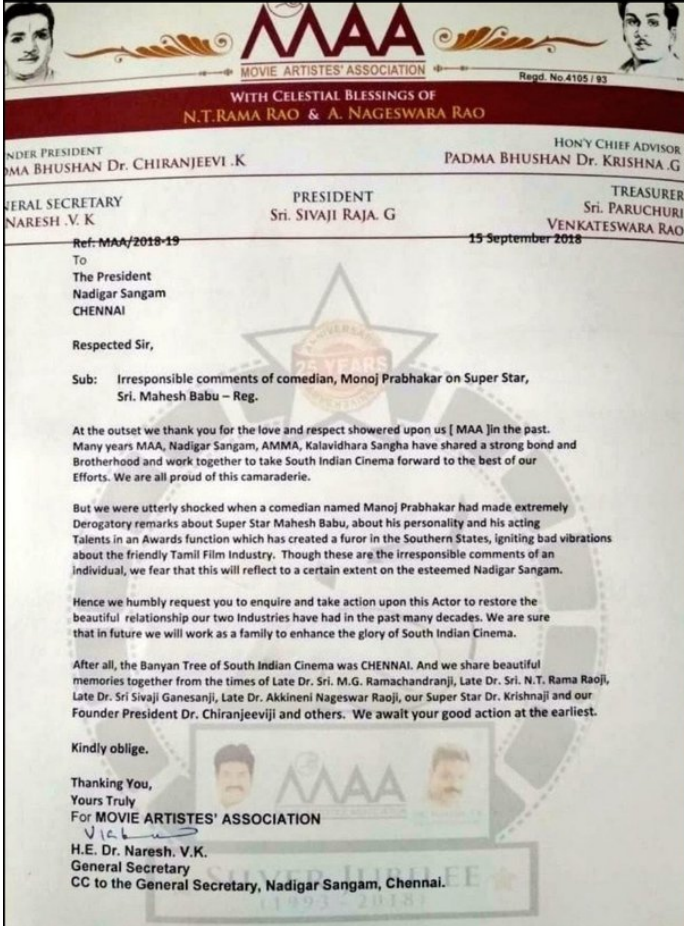 MAA
MOVIE ARTISTES' ASSOCIATION
Regd. No.4105 / 93
WITH CELESTIAL BLESSINGS OF
N.T.RAMA RAO & A. NAGESWARA RAO
NDER PRESIDENT
MA BHUSHAN DR. CHIRANJEEVI .K
HON'Y CHIEF ADVISOR
PADMA BHUSHAN DR. KRISHNA .G
NERAL SECRETARY
NARESH .V. K
PRESIDENT
Sri. SIVAJI RAJA. G
TREASURER
Sri. PARUCHURI
VENKATESWARA RAO
Ref: MAA/2018-19
15 September 2018
To
The President
Nadigar Sangam
CHENNAI
Respected Sir,
Sub: Irresponsible comments of comedian, Monoj Prabhakar on Super Star,
Sri. Mahesh Babu – Reg.
At the outset we thank you for the love and respect showered upon us [ MAA ]in the past.
Many years MAA, Nadigar Sangam, AMMA, Kalavidhara Sangha have shared a strong bond and
Brotherhood and work together to take South Indian Cinema forward to the best of our
Efforts. We are all proud of this camaraderie.
But we were utterly shocked when a comedian named Manoj Prabhakar had made extremely
Derogatory remarks about Super Star Mahesh Babu, about his personality and his acting
Talents in an Awards function which has created a furor in the Southern States, igniting bad vibrations
about the friendly Tamil Film Industry. Though these are the irresponsible comments of an
individual, we fear that this will reflect to a certain extent on the esteemed Nadigar Sangam.
Hence we humbly request you to enquire and take action upon this Actor to restore the
beautiful relationship our two Industries have had in the past many decades. We are sure
that in future we will work as a family to enhance the glory of South Indian Cinema.
After all, the Banyan Tree of South Indian Cinema was CHENNAI. And we share beautiful
memories together from the times of Late Dr. Sri. M.G. Ramachandranji, Late Dr. Sri. N.T. Rama Raoji,
Late Dr. Sri Sivaji Ganesanji, Late Dr. Akkineni Nageswar Raoji, our Super Star Dr. Krishnaji and our
Founder President Dr. Chiranjeeviji and others. We await your good action at the earliest.
Kindly oblige.
ANNIVERSARY
25 YEARS
MAA
Thanking You,
Yours Truly
For MOVIE ARTISTES' ASSOCIATION
H.E. Dr. Naresh. V.K.
General Secretary
CC to the General Secretary, Nadigar Sangam, Chennai.
SILVER JUBILEE
(1993 - 2018)